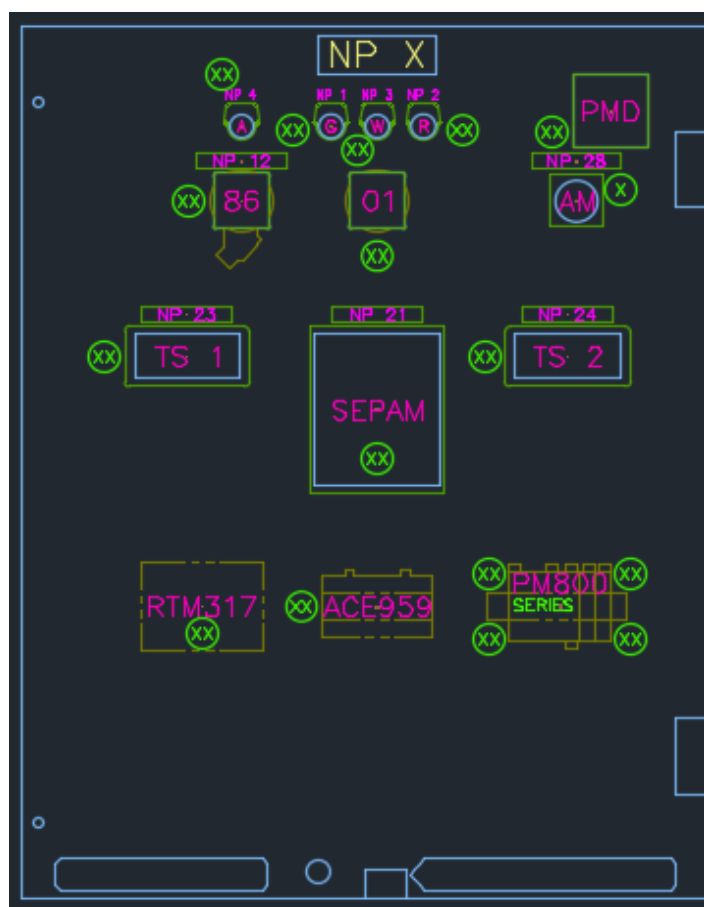 NP X
XX
NP 4 NP 1 NP 3 NP 2
A XX G W R XX XX PMD
XX
NP·12 NP·28
XX 86 01 AM X
XX
NP·23 NP 21 NP·24
XX TS 1 XX TS 2
SEPAM
XX
XX PM800 XX
RTM317 XX ACE959 SERIES
XX XX XX